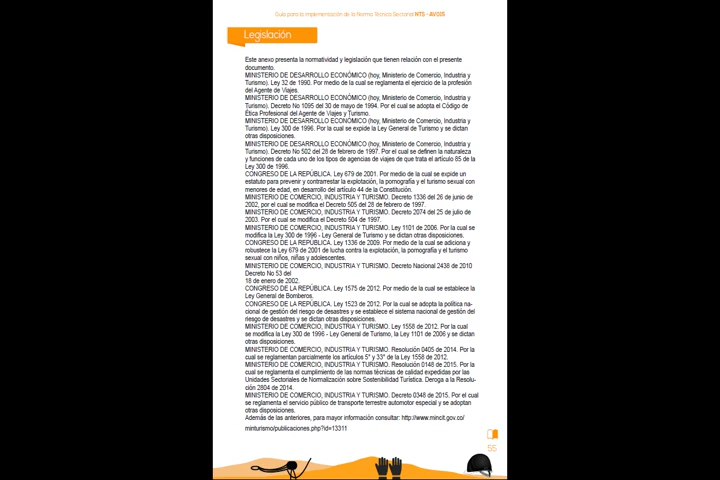 Guía para la implementación de la Norma Técnica Sectorial NTS - AV015
Legislación
Este anexo presenta la normatividad y legislación que tienen relación con el presente
documento.
MINISTERIO DE DESARROLLO ECONÓMICO (hoy, Ministerio de Comercio, Industria y
Turismo). Ley 32 de 1990. Por medio de la cual se reglamenta el ejercicio de la profesión
del Agente de Viajes.
MINISTERIO DE DESARROLLO ECONÓMICO (hoy, Ministerio de Comercio, Industria y
Turismo). Decreto No 1095 del 30 de mayo de 1994. Por el cual se adopta el Código de
Ética Profesional del Agente de Viajes y Turismo.
MINISTERIO DE DESARROLLO ECONÓMICO (hoy, Ministerio de Comercio, Industria y
Turismo). Ley 300 de 1996. Por la cual se expide la Ley General de Turismo y se dictan
otras disposiciones.
MINISTERIO DE DESARROLLO ECONÓMICO (hoy, Ministerio de Comercio, Industria y
Turismo). Decreto No 502 del 28 de febrero de 1997. Por el cual se definen la naturaleza
y funciones de cada uno de los tipos de agencias de viajes de que trata el artículo 85 de la
Ley 300 de 1996.
CONGRESO DE LA REPÚBLICA. Ley 679 de 2001. Por medio de la cual se expide un
estatuto para prevenir y contrarrestar la explotación, la pornografía y el turismo sexual con
menores de edad, en desarrollo del artículo 44 de la Constitución.
MINISTERIO DE COMERCIO, INDUSTRIA Y TURISMO. Decreto 1336 del 26 de junio de
2002, por el cual se modifica el Decreto 505 del 28 de febrero de 1997.
MINISTERIO DE COMERCIO, INDUSTRIA Y TURISMO. Decreto 2074 del 25 de julio de
2003. Por el cual se modifica el Decreto 504 de 1997.
MINISTERIO DE COMERCIO, INDUSTRIA Y TURISMO. Ley 1101 de 2006. Por la cual se
modifica la Ley 300 de 1996 - Ley General de Turismo y se dictan otras disposiciones.
CONGRESO DE LA REPÚBLICA. Ley 1336 de 2009. Por medio de la cual se adiciona y
robustece la Ley 679 de 2001 de lucha contra la explotación, la pornografía y el turismo
sexual con niños, niñas y adolescentes.
MINISTERIO DE COMERCIO, INDUSTRIA Y TURISMO. Decreto Nacional 2438 de 2010
Decreto No 53 del
18 de enero de 2002.
CONGRESO DE LA REPÚBLICA. Ley 1575 de 2012. Por medio de la cual se establece la
Ley General de Bomberos.
CONGRESO DE LA REPÚBLICA. Ley 1523 de 2012. Por la cual se adopta la política na-
cional de gestión del riesgo de desastres y se establece el sistema nacional de gestión del
riesgo de desastres y se dictan otras disposiciones.
MINISTERIO DE COMERCIO, INDUSTRIA Y TURISMO. Ley 1558 de 2012. Por la cual
se modifica la Ley 300 de 1996 - Ley General de Turismo, la Ley 1101 de 2006 y se dictan
otras disposiciones.
MINISTERIO DE COMERCIO, INDUSTRIA Y TURISMO. Resolución 0405 de 2014. Por la
cual se reglamentan parcialmente los artículos 5° y 33° de la Ley 1558 de 2012.
MINISTERIO DE COMERCIO, INDUSTRIA Y TURISMO. Resolución 0148 de 2015. Por la
cual se reglamenta el cumplimiento de las normas técnicas de calidad expedidas por las
Unidades Sectoriales de Normalización sobre Sostenibilidad Turística. Deroga a la Resolu-
ción 2804 de 2014.
MINISTERIO DE COMERCIO, INDUSTRIA Y TURISMO. Decreto 0348 de 2015. Por el cual
se reglamenta el servicio público de transporte terrestre automotor especial y se adoptan
otras disposiciones.
Además de las anteriores, para mayor información consultar: http://www.mincit.gov.co/
minturismo/publicaciones.php?id=13311
55